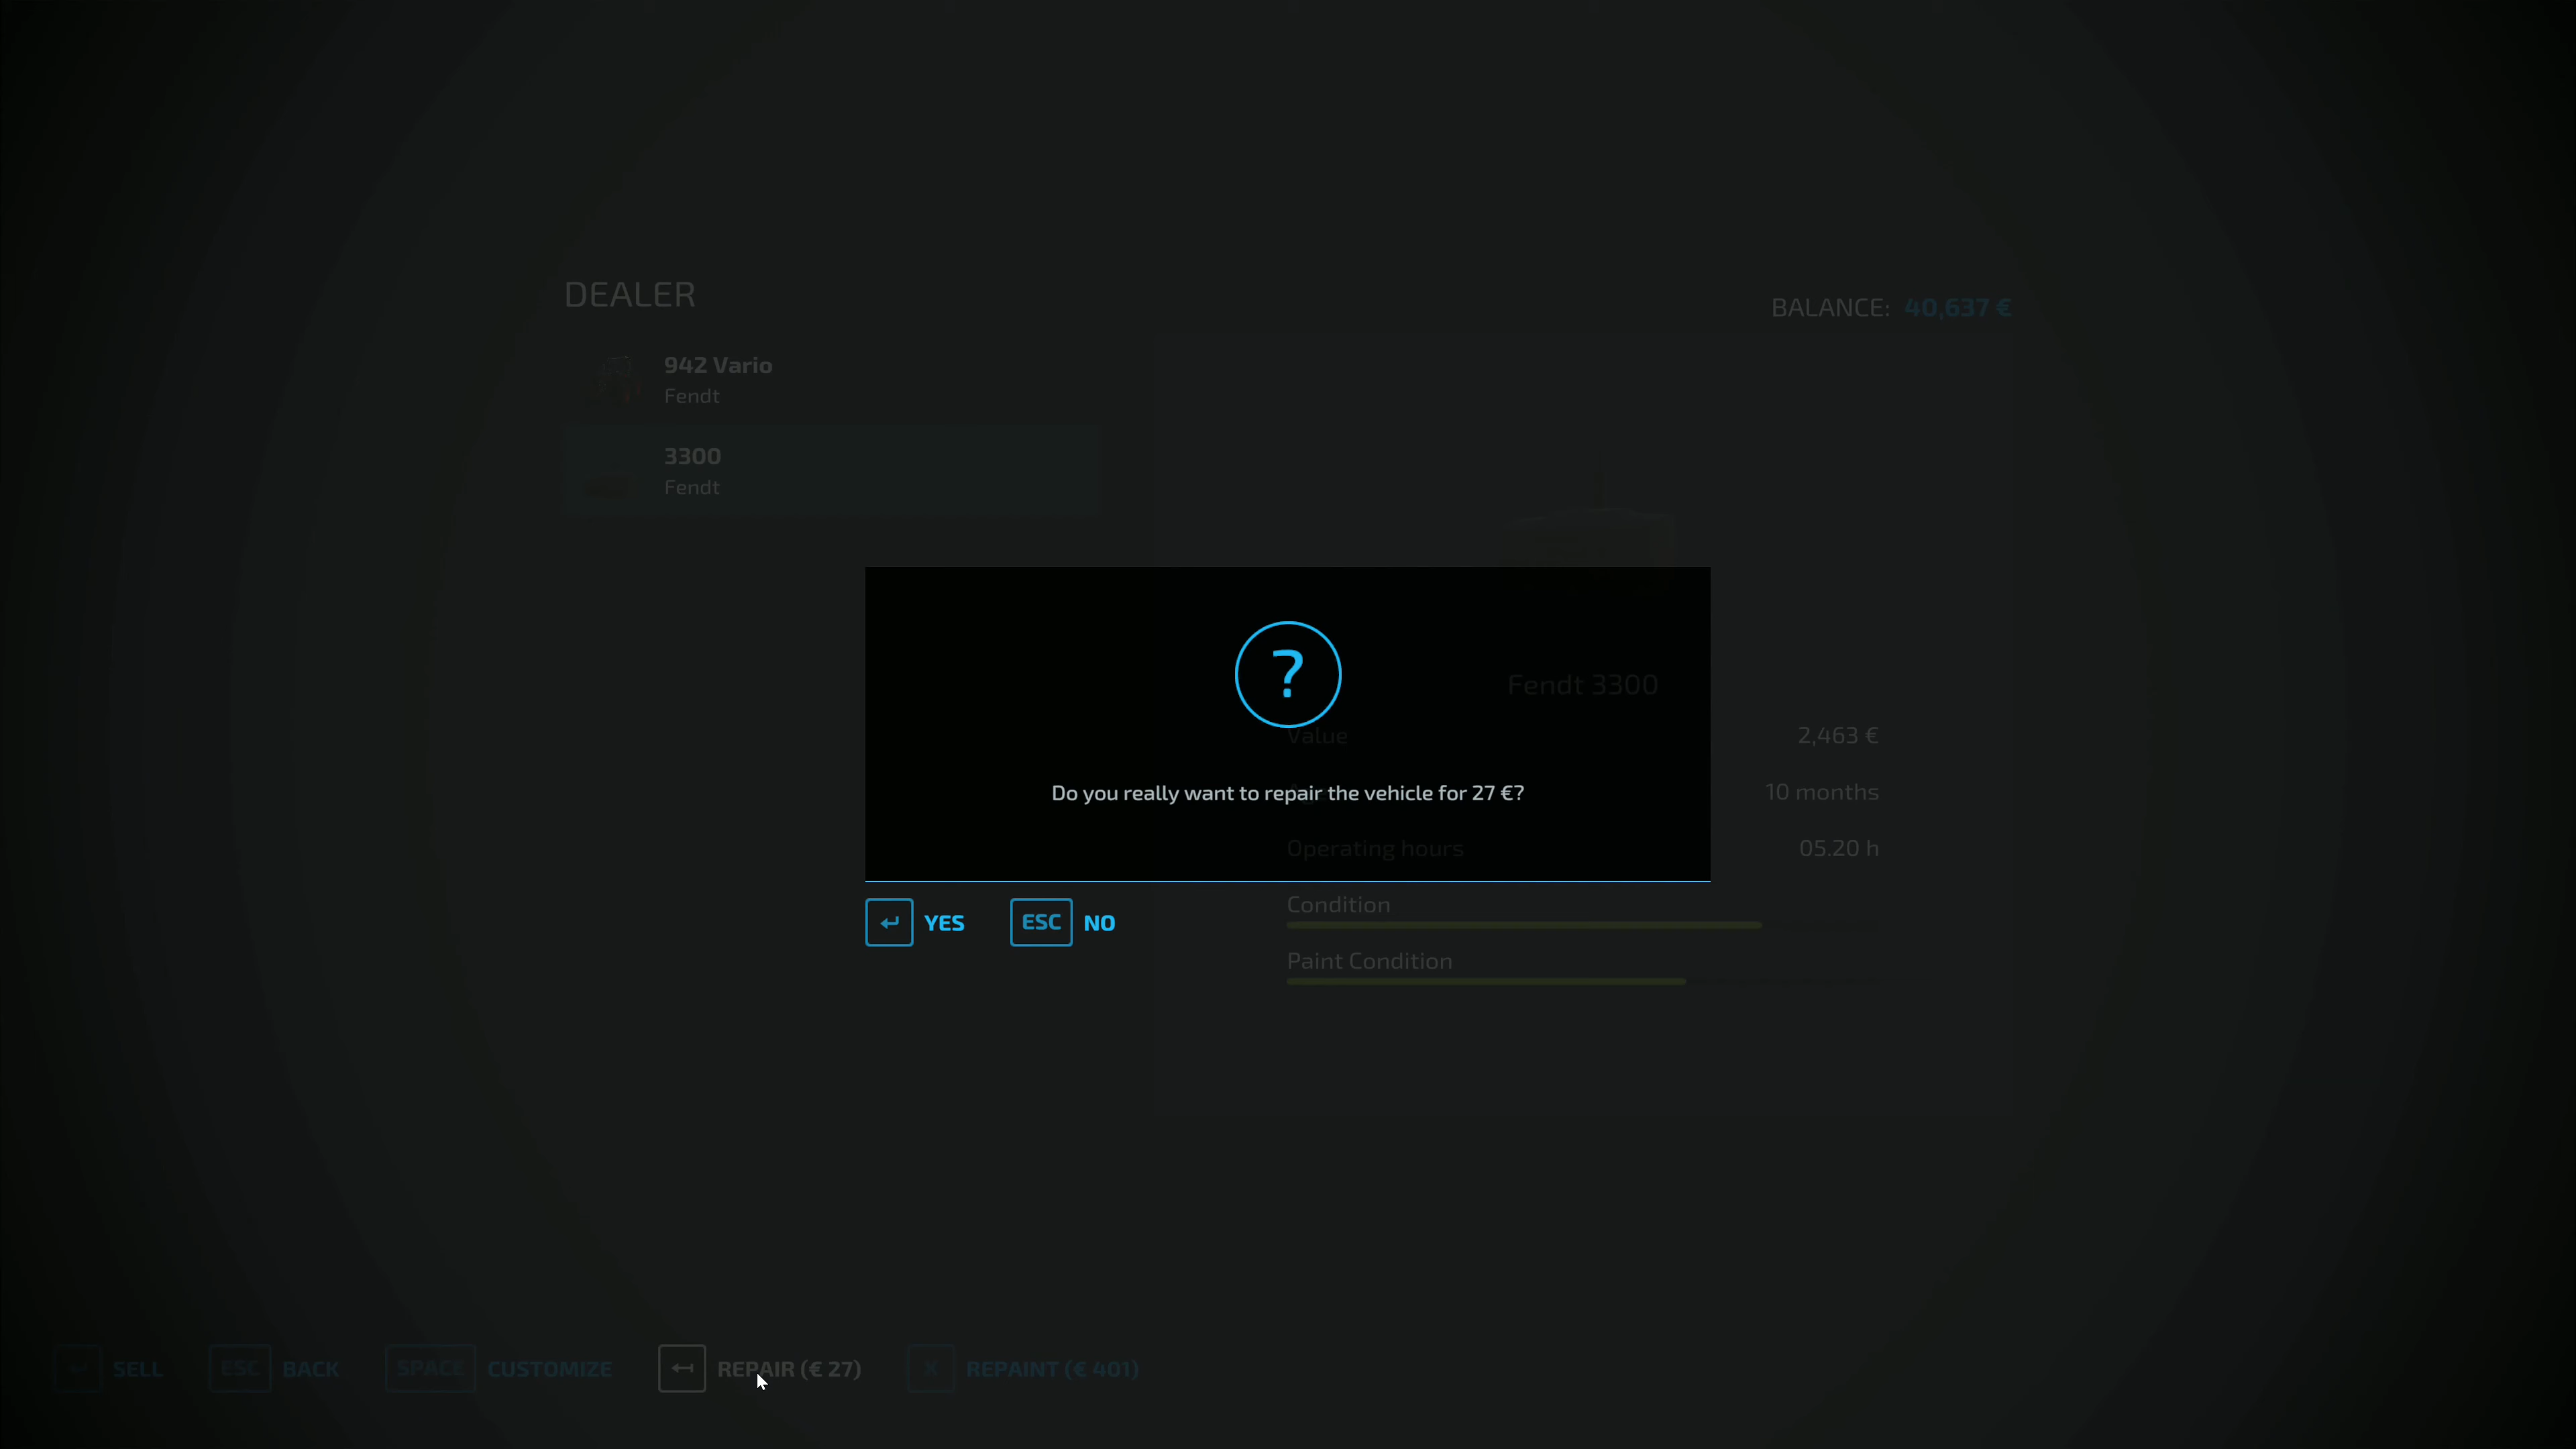 DEALER
BALANCE: 40,637 €
942 Vario
Fendt
3300
Fendt
?
Fendt 3300
Value 2,463 €
Do you really want to repair the vehicle for 27 €?
10 months
Operating hours 05.20 h
Condition
YES ESC NO
Paint Condition
SELL ESC BACK SPACE CUSTOMIZE REPAIR (€ 27) X REPAINT (€ 401)